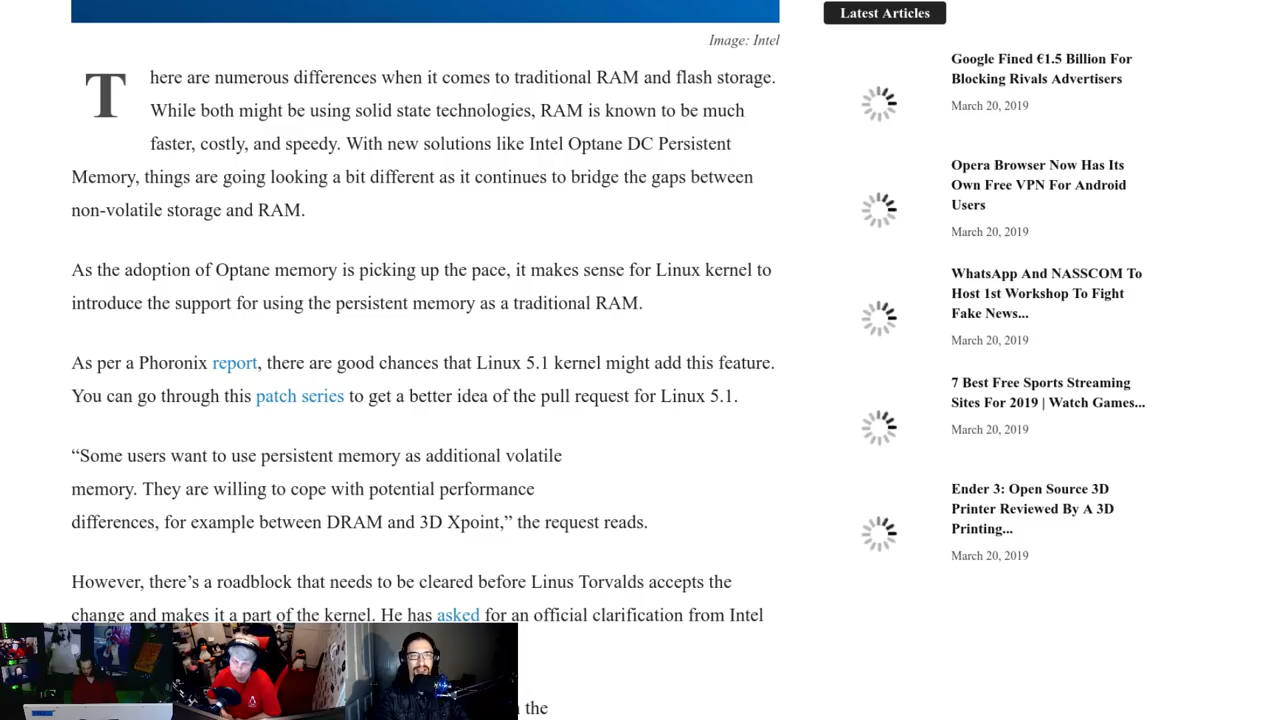 Image: Intel
There are numerous differences when it comes to traditional RAM and flash storage.
While both might be using solid state technologies, RAM is known to be much
faster, costly, and speedy. With new solutions like Intel Optane DC Persistent
Memory, things are going looking a bit different as it continues to bridge the gaps between
non-volatile storage and RAM.
As the adoption of Optane memory is picking up the pace, it makes sense for Linux kernel to
introduce the support for using the persistent memory as a traditional RAM.
As per a Phoronix report, there are good chances that Linux 5.1 kernel might add this feature.
You can go through this patch series to get a better idea of the pull request for Linux 5.1.
“Some users want to use persistent memory as additional volatile
memory. They are willing to cope with potential performance
differences, for example between DRAM and 3D Xpoint,” the request reads.
However, there’s a roadblock that needs to be cleared before Linus Torvalds accepts the
change and makes it a part of the kernel. He has asked for an official clarification from Intel
the
Latest Articles
Google Fined €1.5 Billion For
Blocking Rivals Advertisers
March 20, 2019
Opera Browser Now Has Its
Own Free VPN For Android
Users
March 20, 2019
WhatsApp And NASSCOM To
Host 1st Workshop To Fight
Fake News...
March 20, 2019
7 Best Free Sports Streaming
Sites For 2019 | Watch Games...
March 20, 2019
Ender 3: Open Source 3D
Printer Reviewed By A 3D
Printing...
March 20, 2019